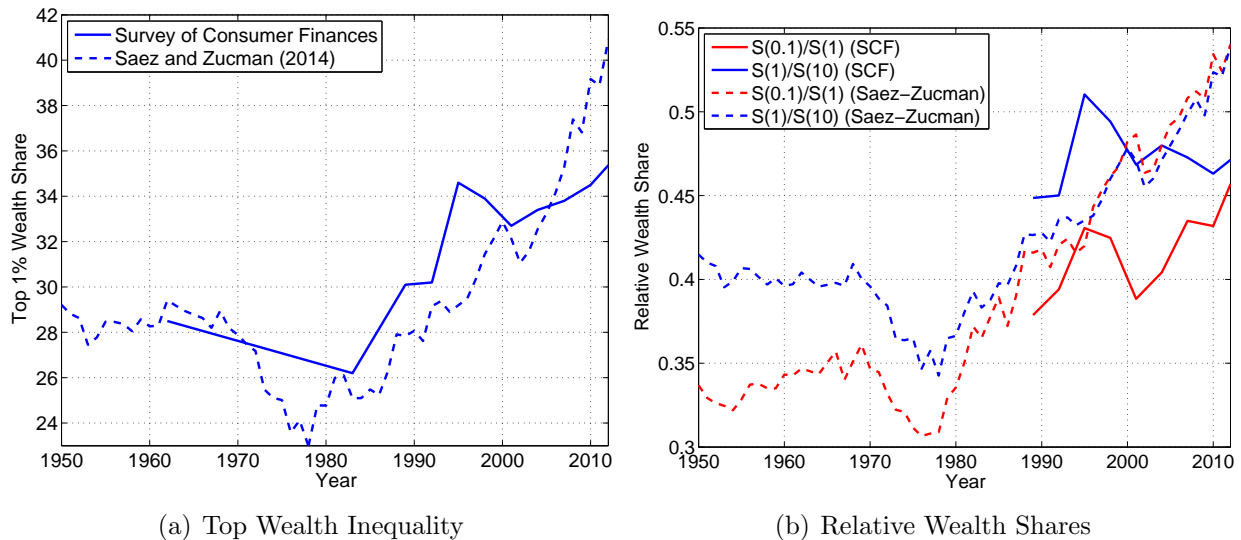 42
40
38
36
34
32
30
28
26
24
Top 1% Wealth Share
Survey of Consumer Finances
Saez and Zucman (2014)
1950 1960 1970 1980 1990 2000 2010
Year
(a) Top Wealth Inequality
0.55
0.5
0.45
0.4
0.35
0.3
Relative Wealth Share
S(0.1)/S(1) (SCF)
S(1)/S(10) (SCF)
S(0.1)/S(1) (Saez−Zucman)
S(1)/S(10) (Saez−Zucman)
1950 1960 1970 1980 1990 2000 2010
Year
(b) Relative Wealth Shares